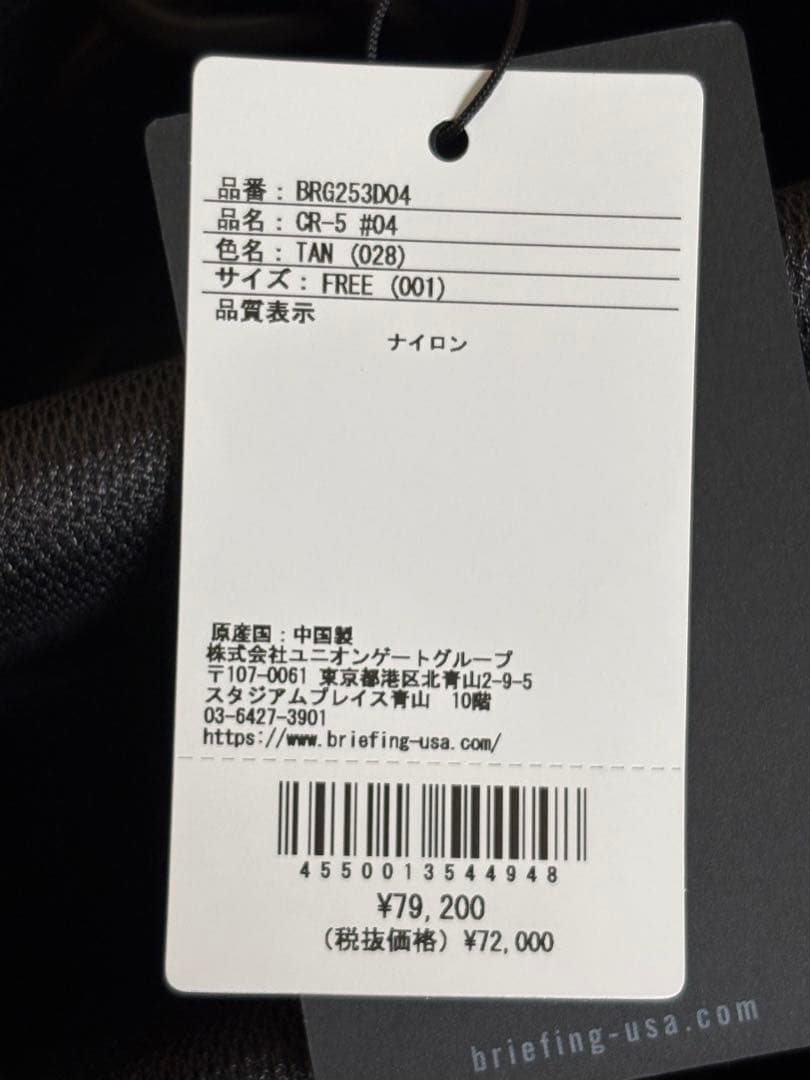 品番：BRG253D04
品名：CR-5 #04
色名：TAN (028)
サイズ：FREE (001)
品質表示
ナイロン
原産国：中国製
株式会社ユニオンゲートグループ
〒107-0061 東京都港区北青山2-9-5
スタジアムプレイス青山　10階
03-6427-3901
https://www.briefing-usa.com/
4550013544948
¥79,200
（税抜価格）¥72,000
briefing-usa.com